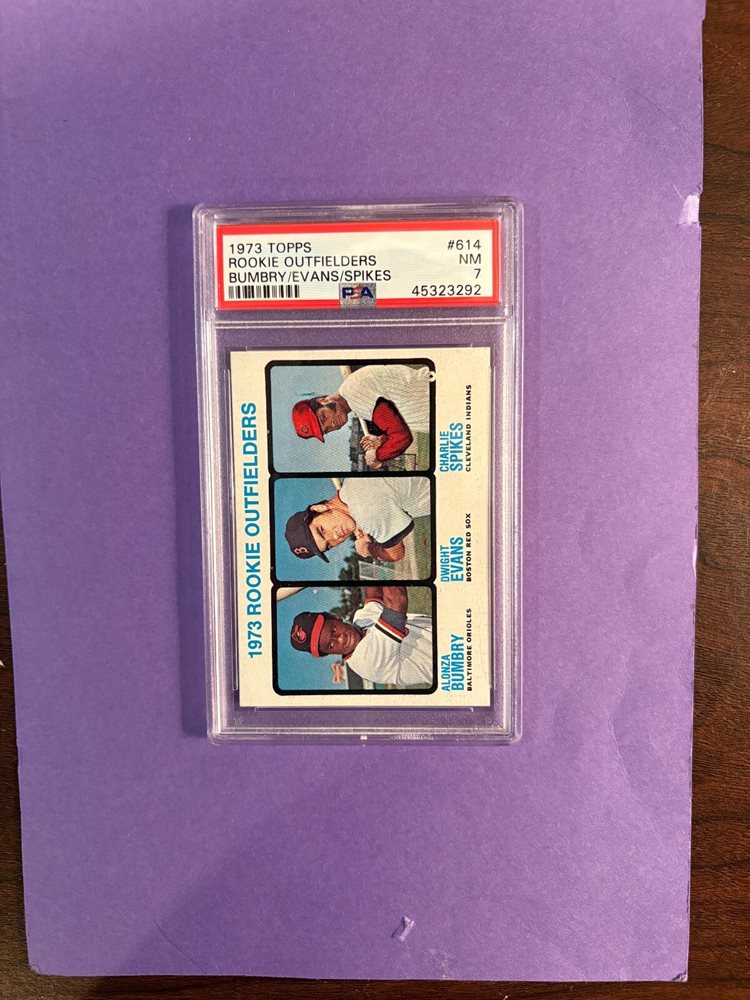 1973 TOPPS #614
ROOKIE OUTFIELDERS NM
BUMBRY/EVANS/SPIKES 7
PSA 45323292
1973 ROOKIE OUTFIELDERS
ALONZA
BUMBRY
BALTIMORE ORIOLES
DWIGHT
EVANS
BOSTON RED SOX
CHARLIE
SPIKES
CLEVELAND INDIANS